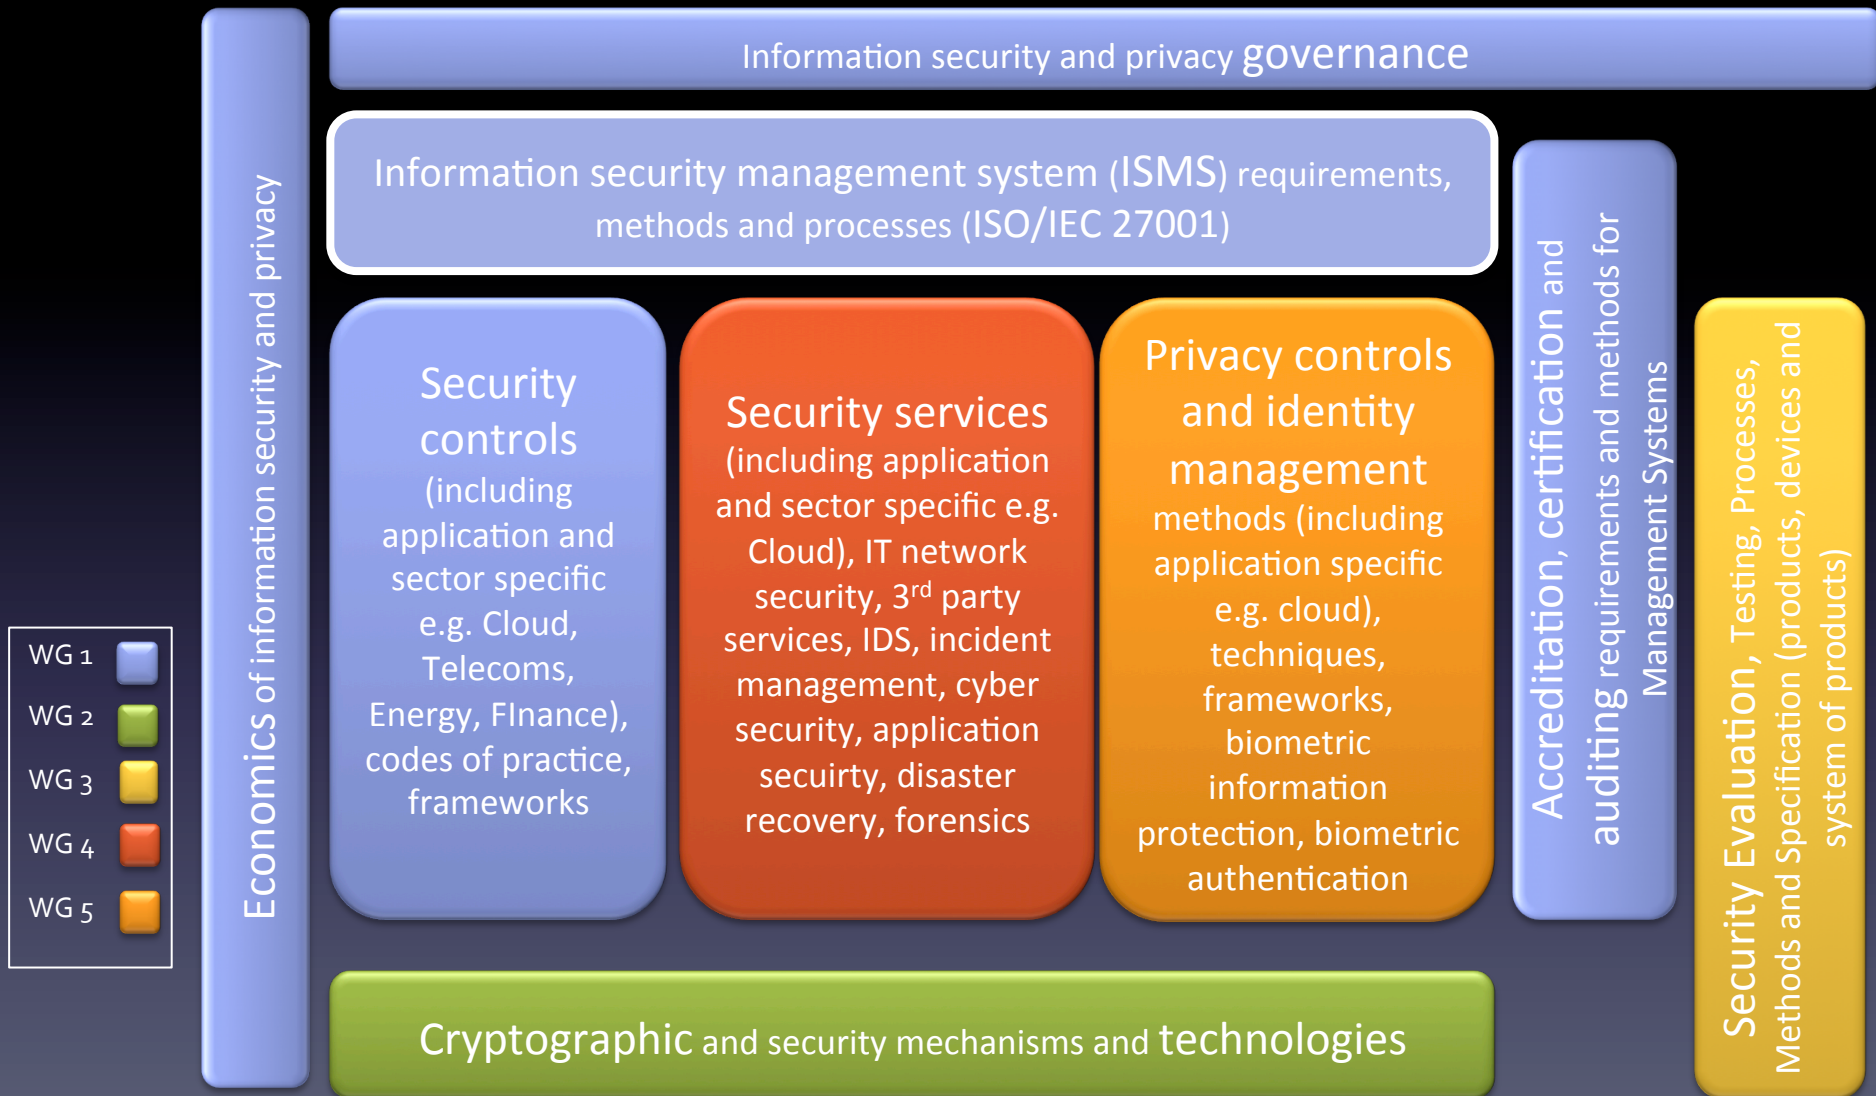 Information security and privacy governance
Information security management system (ISMS) requirements,
methods and processes (ISO/IEC 27001)
Economics of information security and privacy
Security
controls
(including
application and
sector specific
e.g. Cloud,
Telecoms,
Energy, FInance),
codes of practice,
frameworks
Security services
(including application
and sector specific e.g.
Cloud), IT network
security, 3rd party
services, IDS, incident
management, cyber
security, application
secuirty, disaster
recovery, forensics
Privacy controls
and identity
management
methods (including
application specific
e.g. cloud),
techniques,
frameworks,
biometric
information
protection, biometric
authentication
Accreditation, certification and
auditing requirements and methods for
Management Systems
Security Evaluation, Testing, Processes,
Methods and Specification (products, devices and
system of products)
Cryptographic and security mechanisms and technologies
WG 1
WG 2
WG 3
WG 4
WG 5